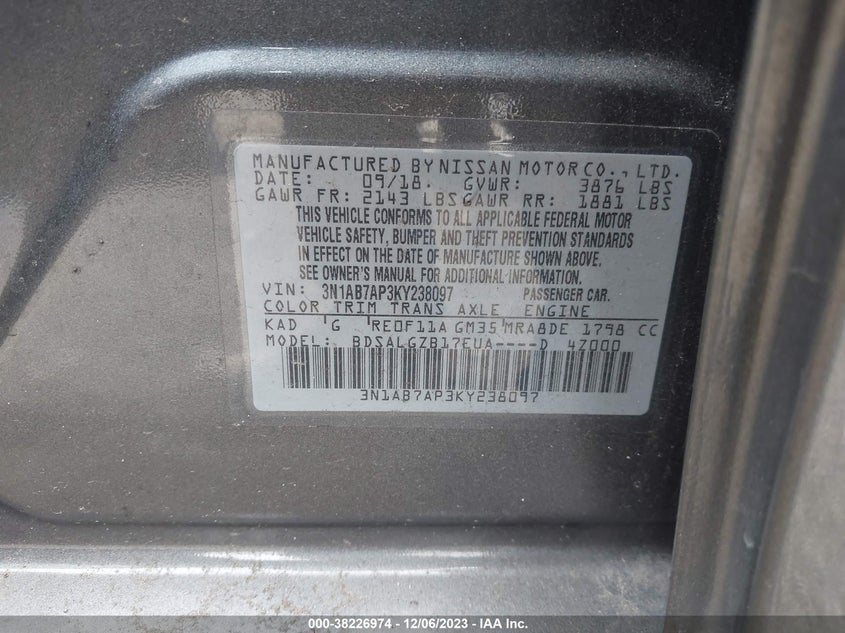 MANUFACTURED BY NISSAN MOTOR CO., LTD.
DATE: 09/18. GVWR: 3876 LBS
GAWR FR: 2143 LBS GAWR RR: 1881 LBS
THIS VEHICLE CONFORMS TO ALL APPLICABLE FEDERAL MOTOR
VEHICLE SAFETY, BUMPER AND THEFT PREVENTION STANDARDS
IN EFFECT ON THE DATE OF MANUFACTURE SHOWN ABOVE.
SEE OWNER'S MANUAL FOR ADDITIONAL INFORMATION.
VIN: 3N1AB7AP3KY238097 PASSENGER CAR.
COLOR TRIM TRANS AXLE ENGINE
KAD G RE0F11A GM35 MRA8DE 1798 CC
MODEL: BDSALGZB17EUA----D 4Z000
3N1AB7AP3KY238097
000-38226974 - 12/06/2023 - © IAA Inc.